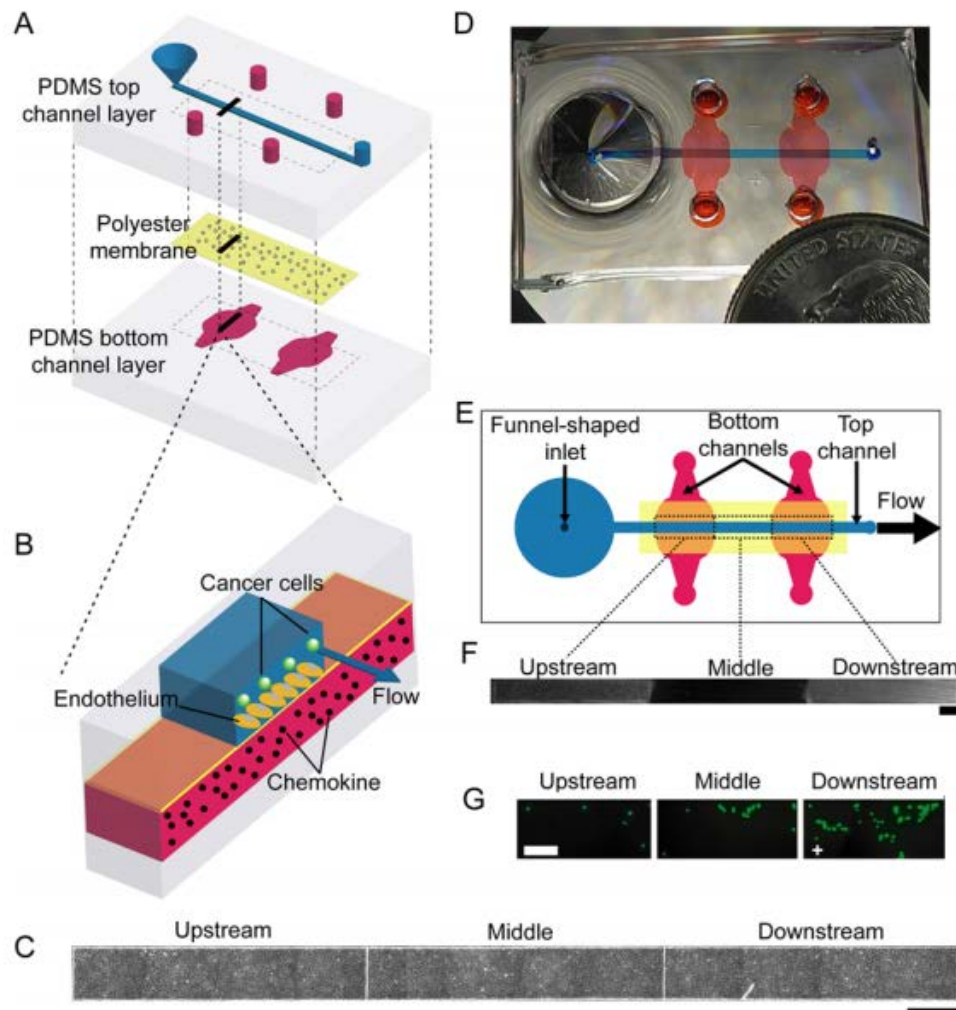 A
PDMS top
channel layer
Polyester
membrane
PDMS bottom
channel layer
B
Cancer cells
Endothelium
Flow
Chemokine
D
UNITED STATES
E
Funnel-shaped
inlet
Bottom
channels
Top
channel
Flow
F
Upstream Middle Downstream
G
Upstream Middle Downstream
+
C
Upstream Middle Downstream